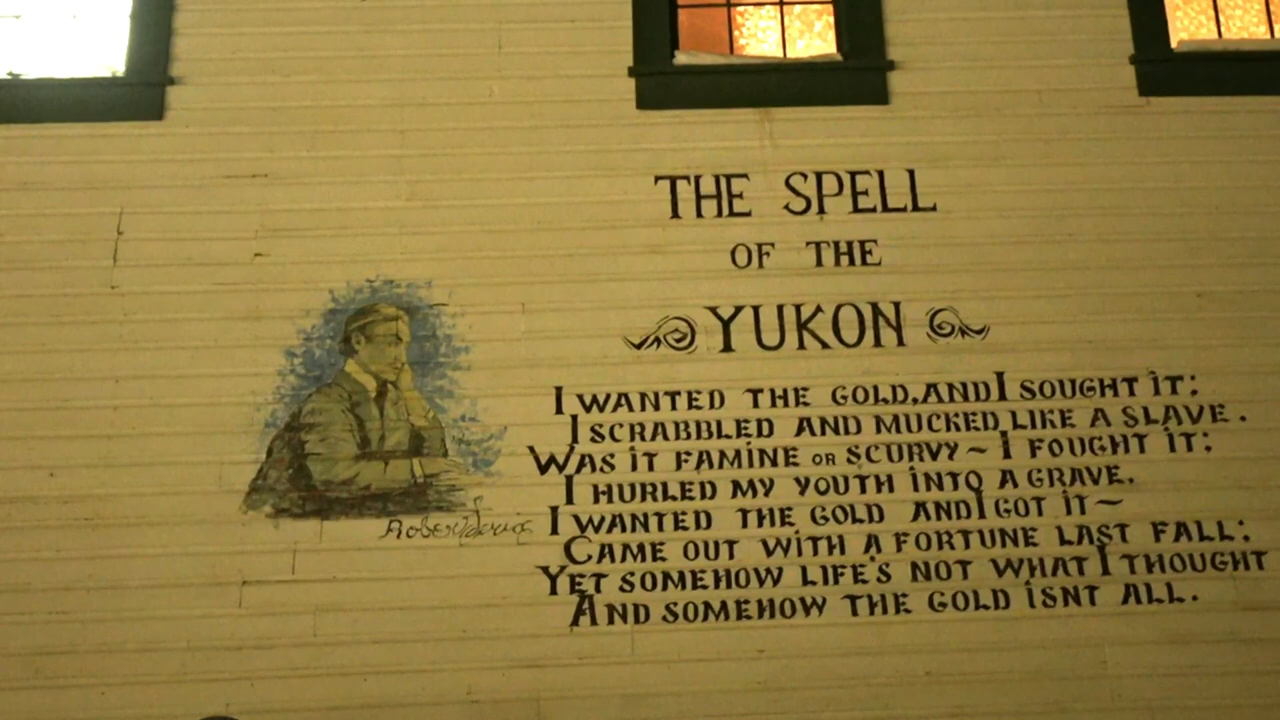 THE SPELL
OF THE
YUKON
I WANTED THE GOLD, AND I SOUGHT IT;
I SCRABBLED AND MUCKED LIKE A SLAVE.
WAS IT FAMINE OR SCURVY~ I FOUGHT IT;
I HURLED MY YOUTH INTO A GRAVE.
I WANTED THE GOLD AND I GOT IT~
CAME OUT WITH A FORTUNE LAST FALL:
YET SOMEHOW LIFE'S NOT WHAT I THOUGHT
AND SOMEHOW THE GOLD ISNT ALL.
Robert Service